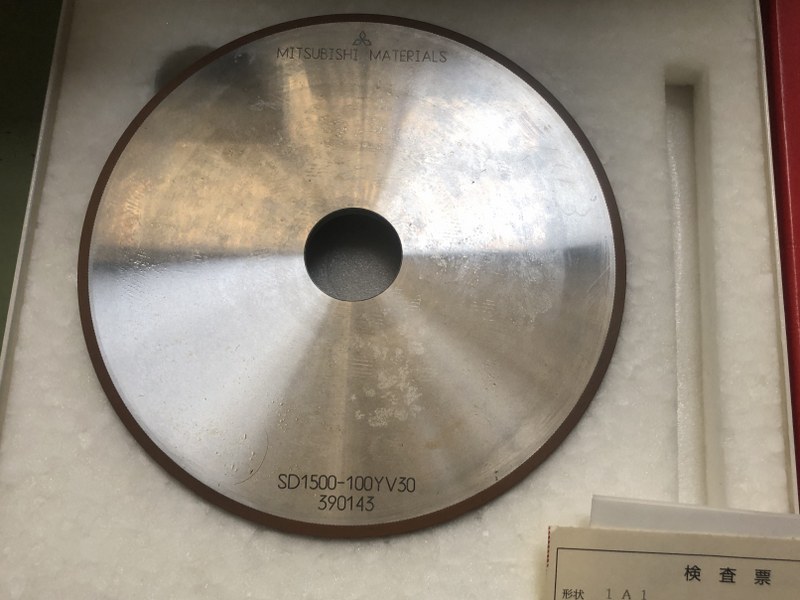 MITSUBISHI MATERIALS
SD1500-100YV30
390143
検査票
形状 1A1